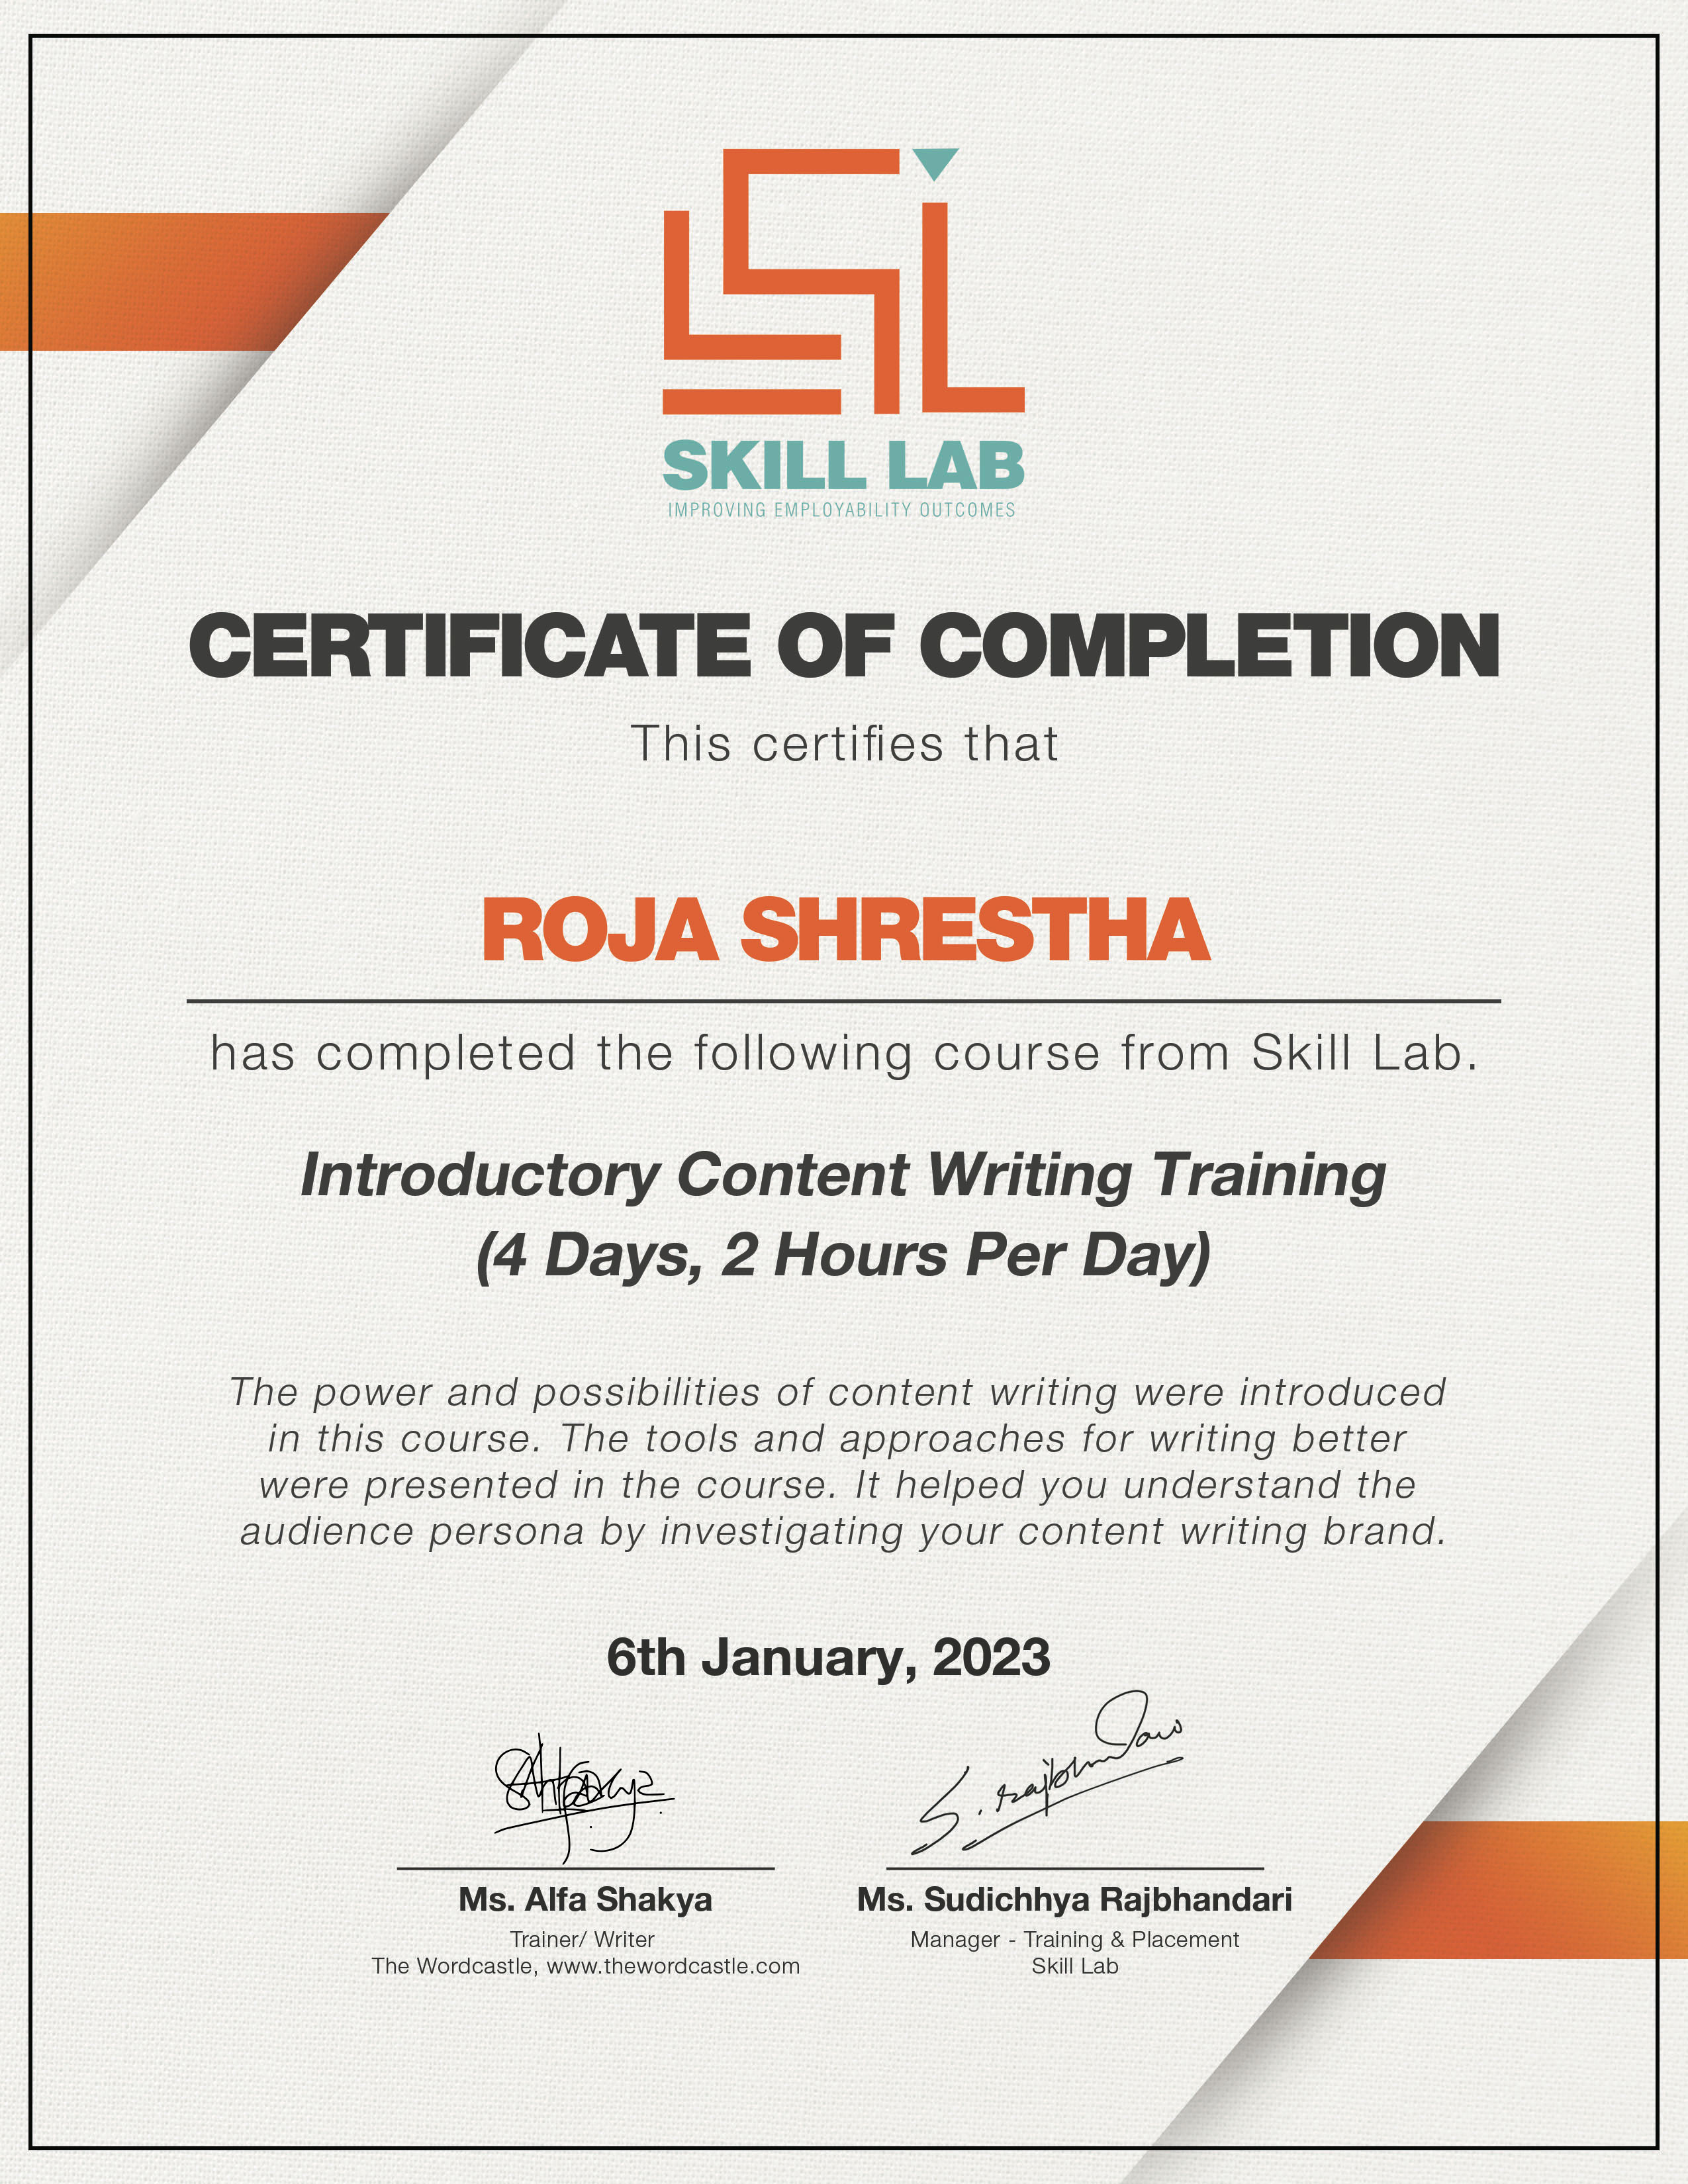 SKILL LAB
IMPROVING EMPLOYABILITY OUTCOMES
CERTIFICATE OF COMPLETION
This certifies that
ROJA SHRESTHA
has completed the following course from Skill Lab.
Introductory Content Writing Training
(4 Days, 2 Hours Per Day)
The power and possibilities of content writing were introduced
in this course. The tools and approaches for writing better
were presented in the course. It helped you understand the
audience persona by investigating your content writing brand.
6th January, 2023
Ms. Alfa Shakya
Trainer/ Writer
The Wordcastle, www.thewordcastle.com
Ms. Sudichhya Rajbhandari
Manager - Training & Placement
Skill Lab